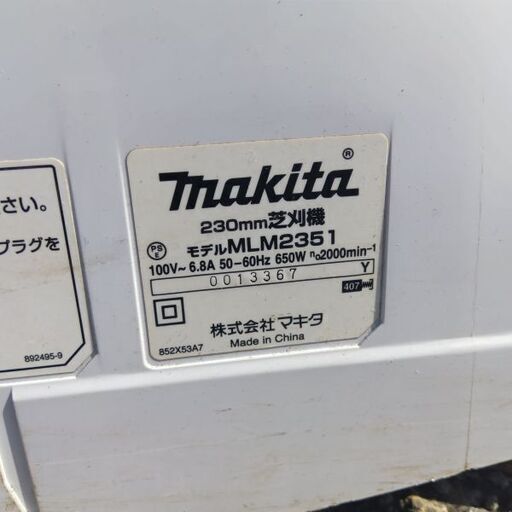 さい。
プラグを
892495-9
makita®
230mm芝刈機
PS E
モデルMLM2351
100V~ 6.8A 50-60Hz 650W n₀2000min⁻¹
0013367 Y
407
株式会社マキタ
852X53A7 Made in China